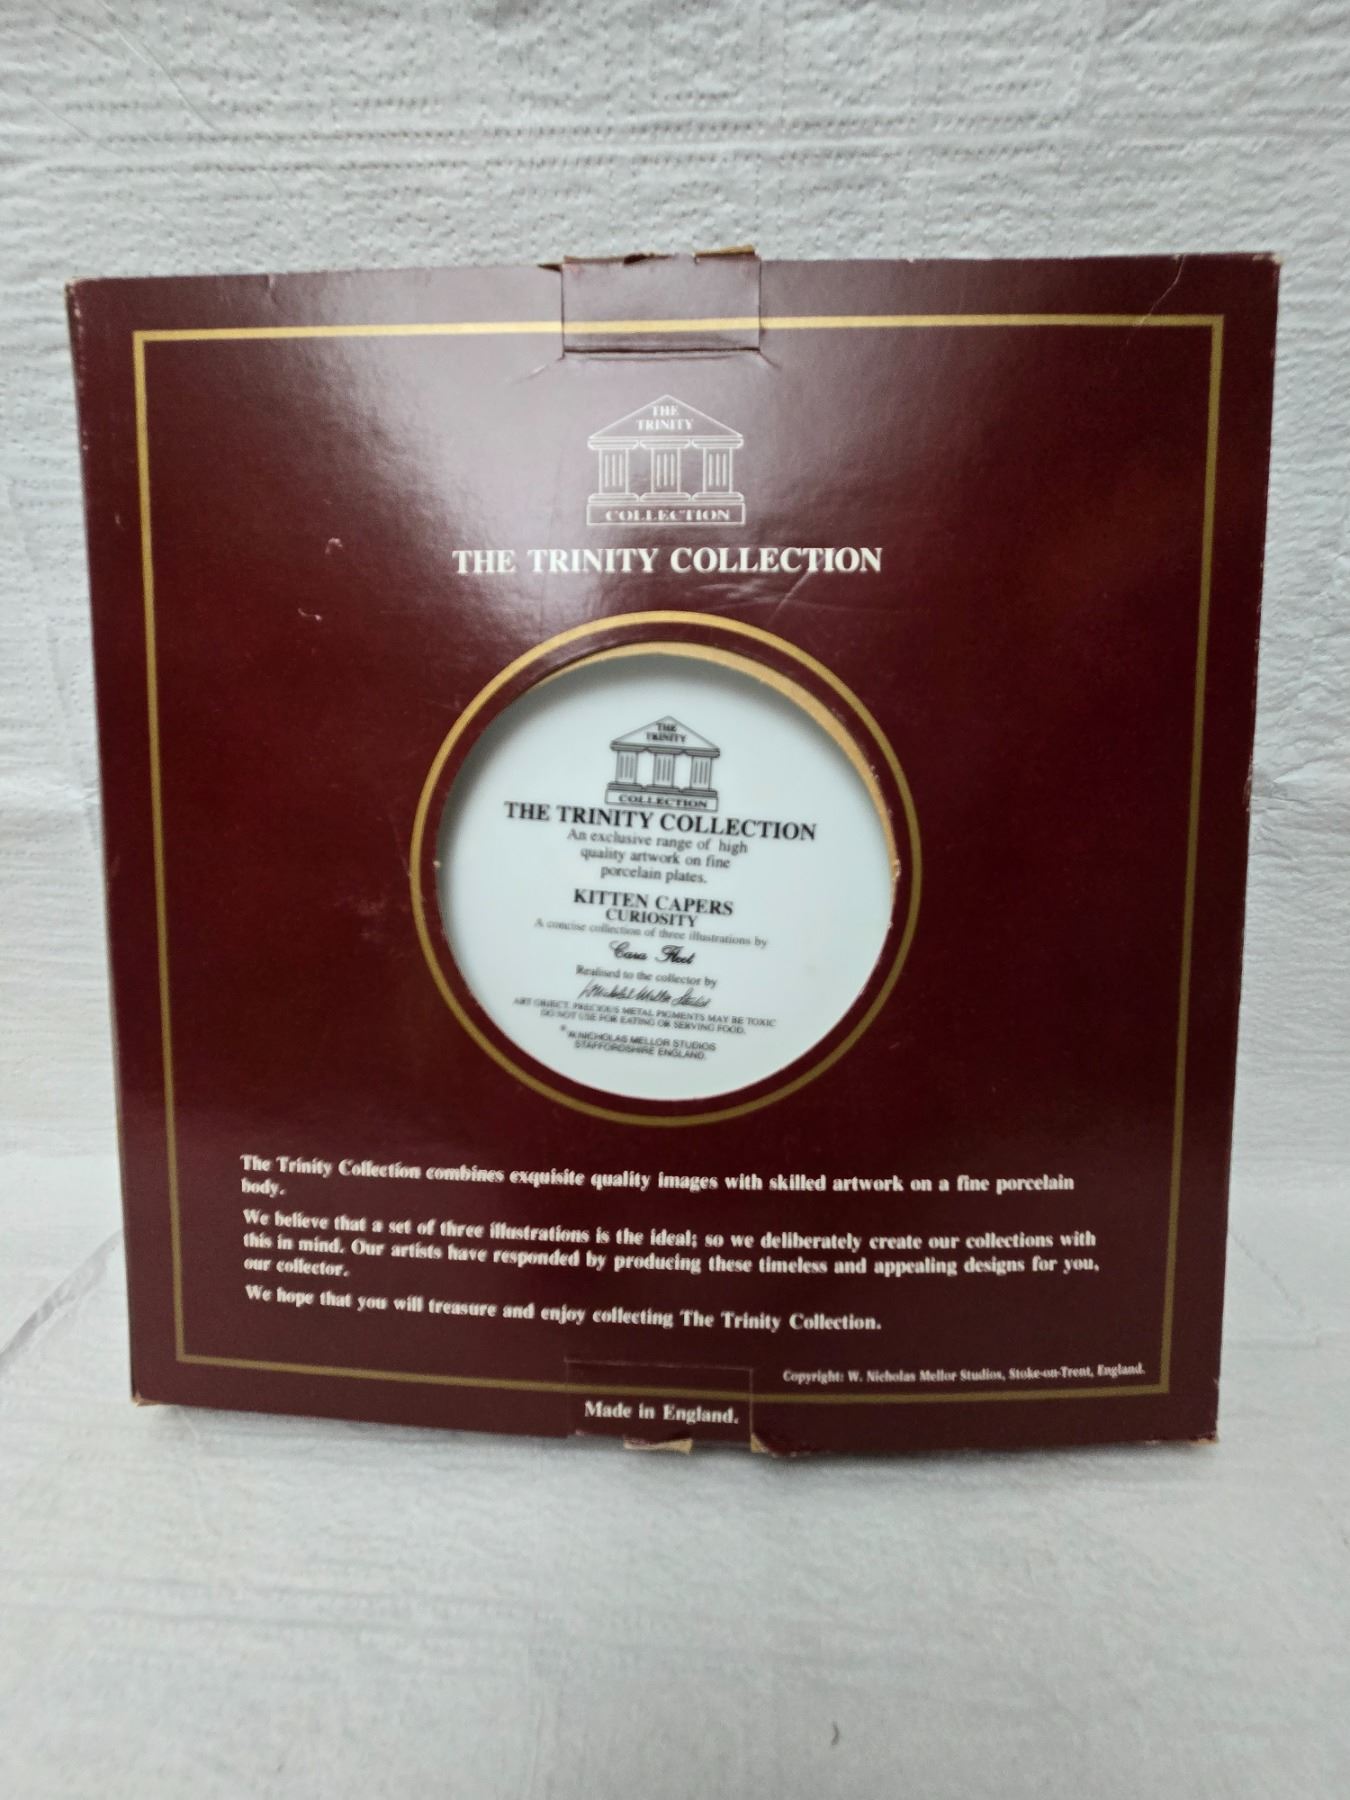 THE
TRINITY
COLLECTION
THE TRINITY COLLECTION
THE
TRINITY
COLLECTION
THE TRINITY COLLECTION
An exclusive range of high
quality artwork on fine
porcelain plates.
KITTEN CAPERS
CURIOSITY
A concise collection of three illustrations by
Cara Fleet
Realised to the collector by
ART OBJECT. PRECIOUS METAL PIGMENTS MAY BE TOXIC
DO NOT USE FOR EATING OR SERVING FOOD.
© W. NICHOLAS MELLOR STUDIOS
STAFFORDSHIRE ENGLAND.
The Trinity Collection combines exquisite quality images with skilled artwork on a fine porcelain
body.
We believe that a set of three illustrations is the ideal; so we deliberately create our collections with
this in mind. Our artists have responded by producing these timeless and appealing designs for you,
our collector.
We hope that you will treasure and enjoy collecting The Trinity Collection.
Copyright: W. Nicholas Mellor Studios, Stoke-on-Trent, England.
Made in England.